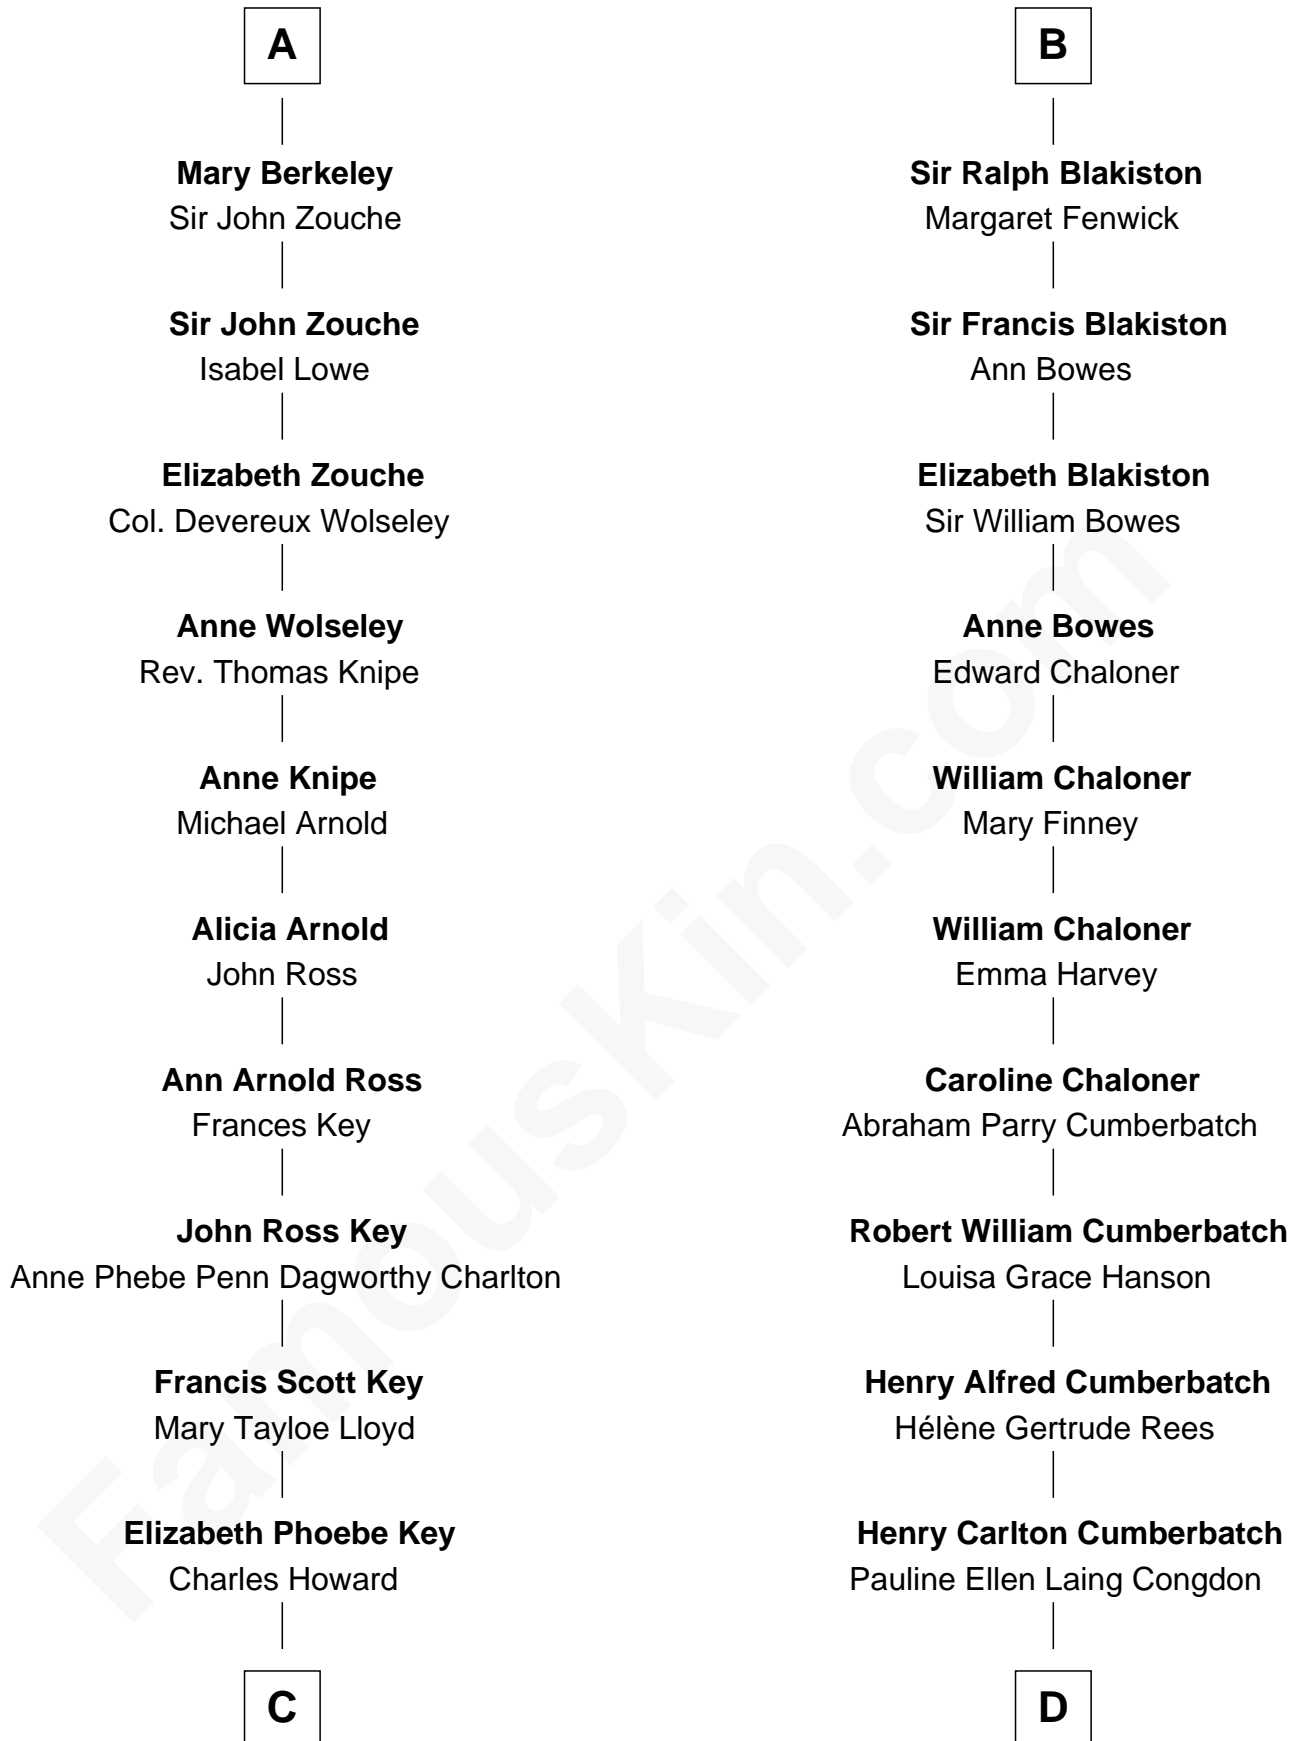 A
Mary Berkeley
Sir John Zouche
Sir John Zouche
Isabel Lowe
Elizabeth Zouche
Col. Devereux Wolseley
Anne Wolseley
Rev. Thomas Knipe
Anne Knipe
Michael Arnold
Alicia Arnold
John Ross
Ann Arnold Ross
Frances Key
John Ross Key
Anne Phebe Penn Dagworthy Charlton
Francis Scott Key
Mary Tayloe Lloyd
Elizabeth Phoebe Key
Charles Howard
C
B
Sir Ralph Blakiston
Margaret Fenwick
Sir Francis Blakiston
Ann Bowes
Elizabeth Blakiston
Sir William Bowes
Anne Bowes
Edward Chaloner
William Chaloner
Mary Finney
William Chaloner
Emma Harvey
Caroline Chaloner
Abraham Parry Cumberbatch
Robert William Cumberbatch
Louisa Grace Hanson
Henry Alfred Cumberbatch
Hélène Gertrude Rees
Henry Carlton Cumberbatch
Pauline Ellen Laing Congdon
D
FamousKin.com